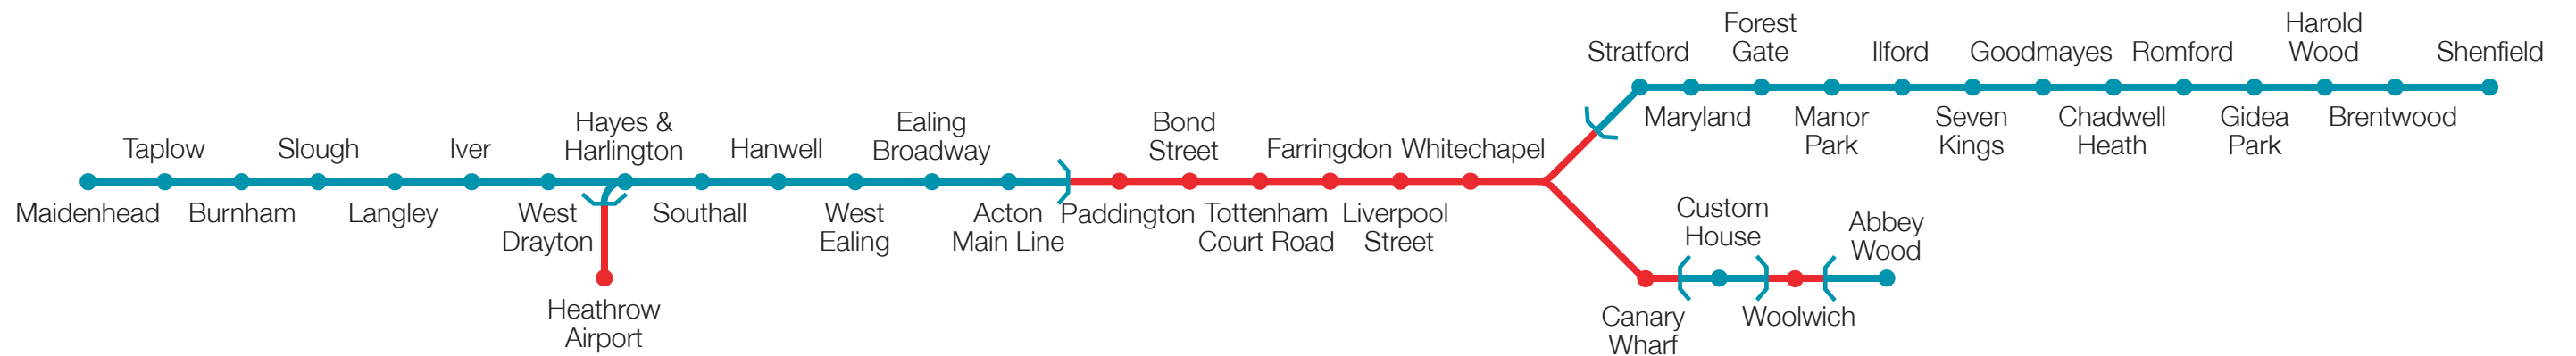 Maidenhead
Taplow
Burnham
Slough
Langley
Iver
West
Drayton
Hayes &
Harlington
Heathrow
Airport
Southall
Hanwell
West
Ealing
Ealing
Broadway
Acton
Main Line
Paddington
Bond
Street
Tottenham
Court Road
Farringdon
Liverpool
Street
Whitechapel
Stratford
Maryland
Forest
Gate
Manor
Park
Ilford
Seven
Kings
Goodmayes
Chadwell
Heath
Romford
Gidea
Park
Harold
Wood
Brentwood
Shenfield
Canary
Wharf
Custom
House
Woolwich
Abbey
Wood